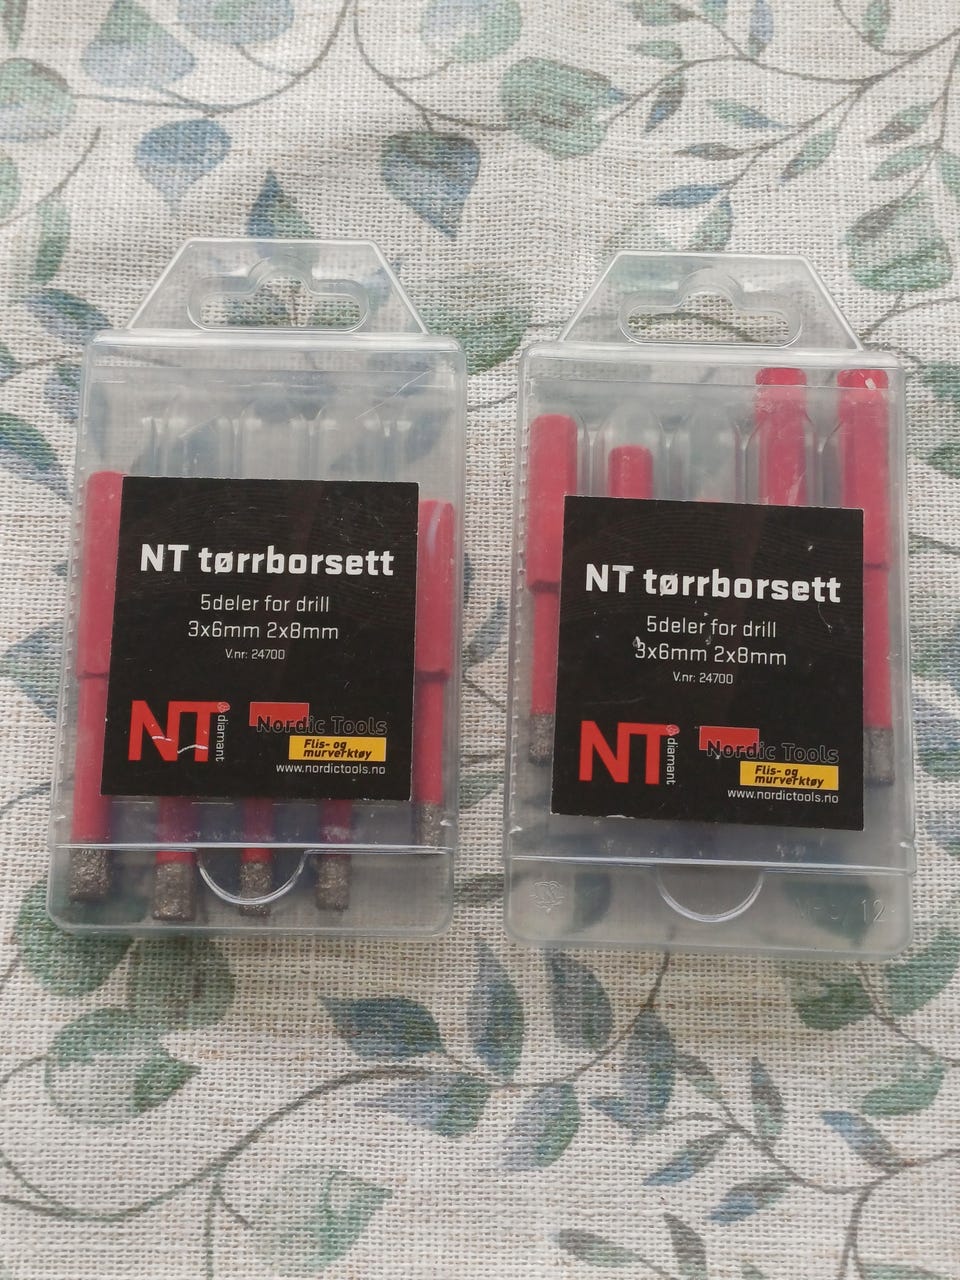 NT tørrborsett
5deler for drill
3x6mm 2x8mm
V.nr: 24700
NT
diamant
Nordic Tools
Flis- og
murverktøy
www.nordictools.no
NT tørrborsett
5deler for drill
3x6mm 2x8mm
V.nr: 24700
NT
diamant
Nordic Tools
Flis- og
murverktøy
www.nordictools.no
12